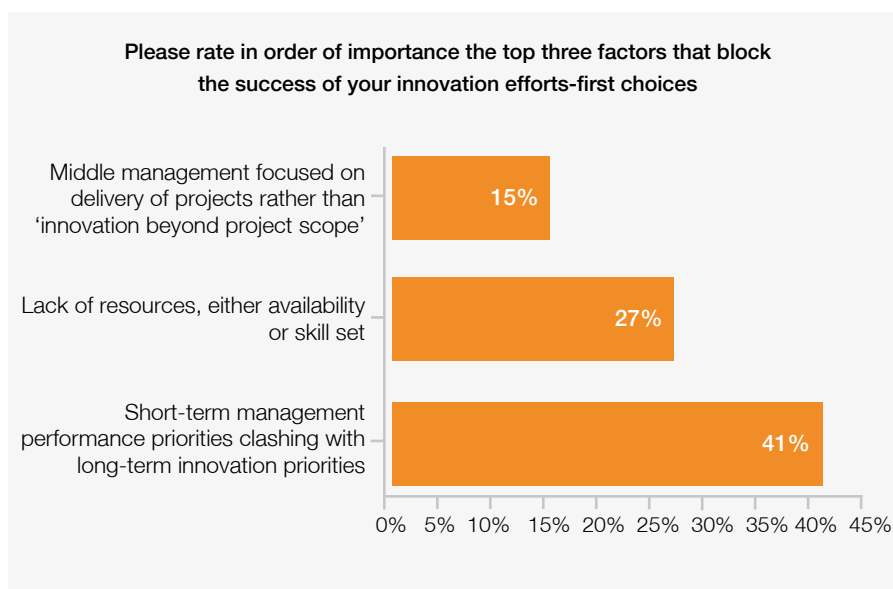 Please rate in order of importance the top three factors that block
the success of your innovation efforts-first choices
Middle management focused on
delivery of projects rather than
‘innovation beyond project scope’
15%
Lack of resources, either availability
or skill set
27%
Short-term management
performance priorities clashing with
long-term innovation priorities
41%
0% 5% 10% 15% 20% 25% 30% 35% 40% 45%